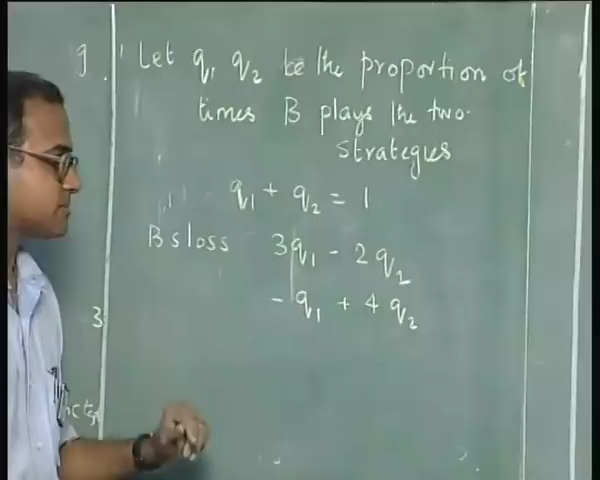 g
Let q₁ q₂ be the proportion of
times B plays the two
strategies
q₁ + q₂ = 1
B s loss 3q₁ - 2q₂
3 - q₁ + 4q₂